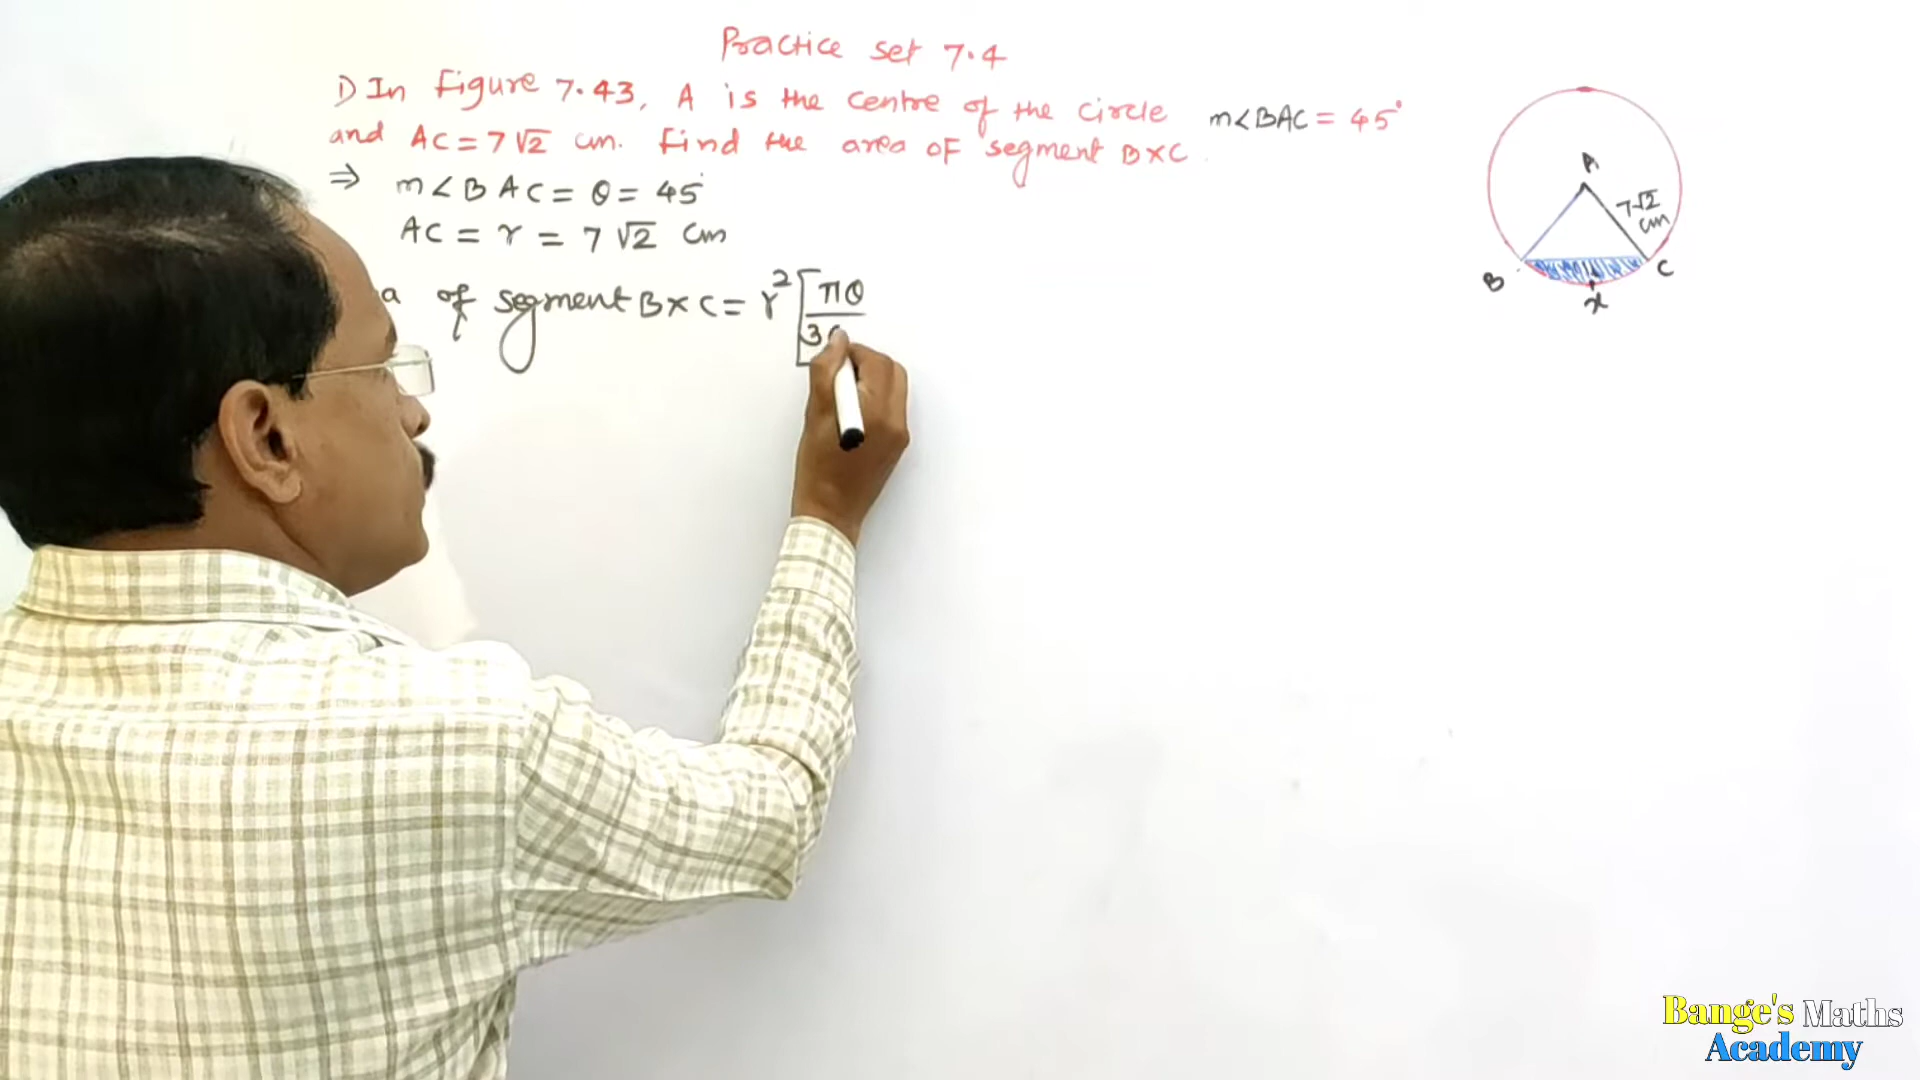 Practice set 7.4
1) In Figure 7.43, A is the centre of the circle m<BAC = 45°
and AC = 7√2 cm. Find the area of segment BXC.
⇒ m<BAC = θ = 45°
AC = r = 7√2 cm
a of segment BXC = r² [πθ
3
A
7√2
cm
B
C
x
Bange's Maths
Academy